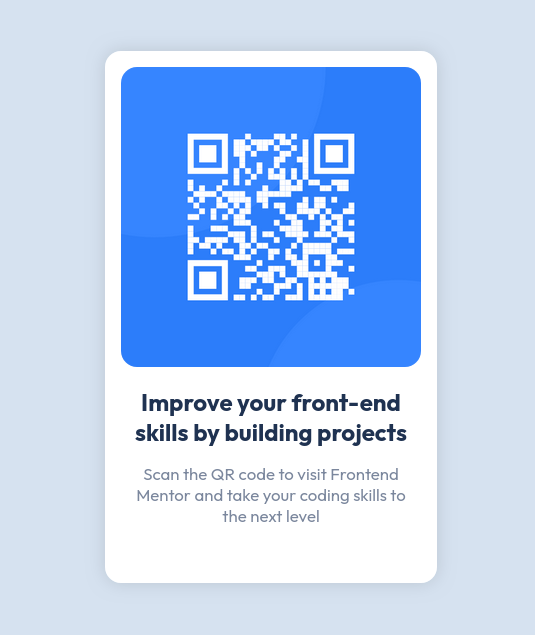 Improve your front-end
skills by building projects
Scan the QR code to visit Frontend
Mentor and take your coding skills to
the next level